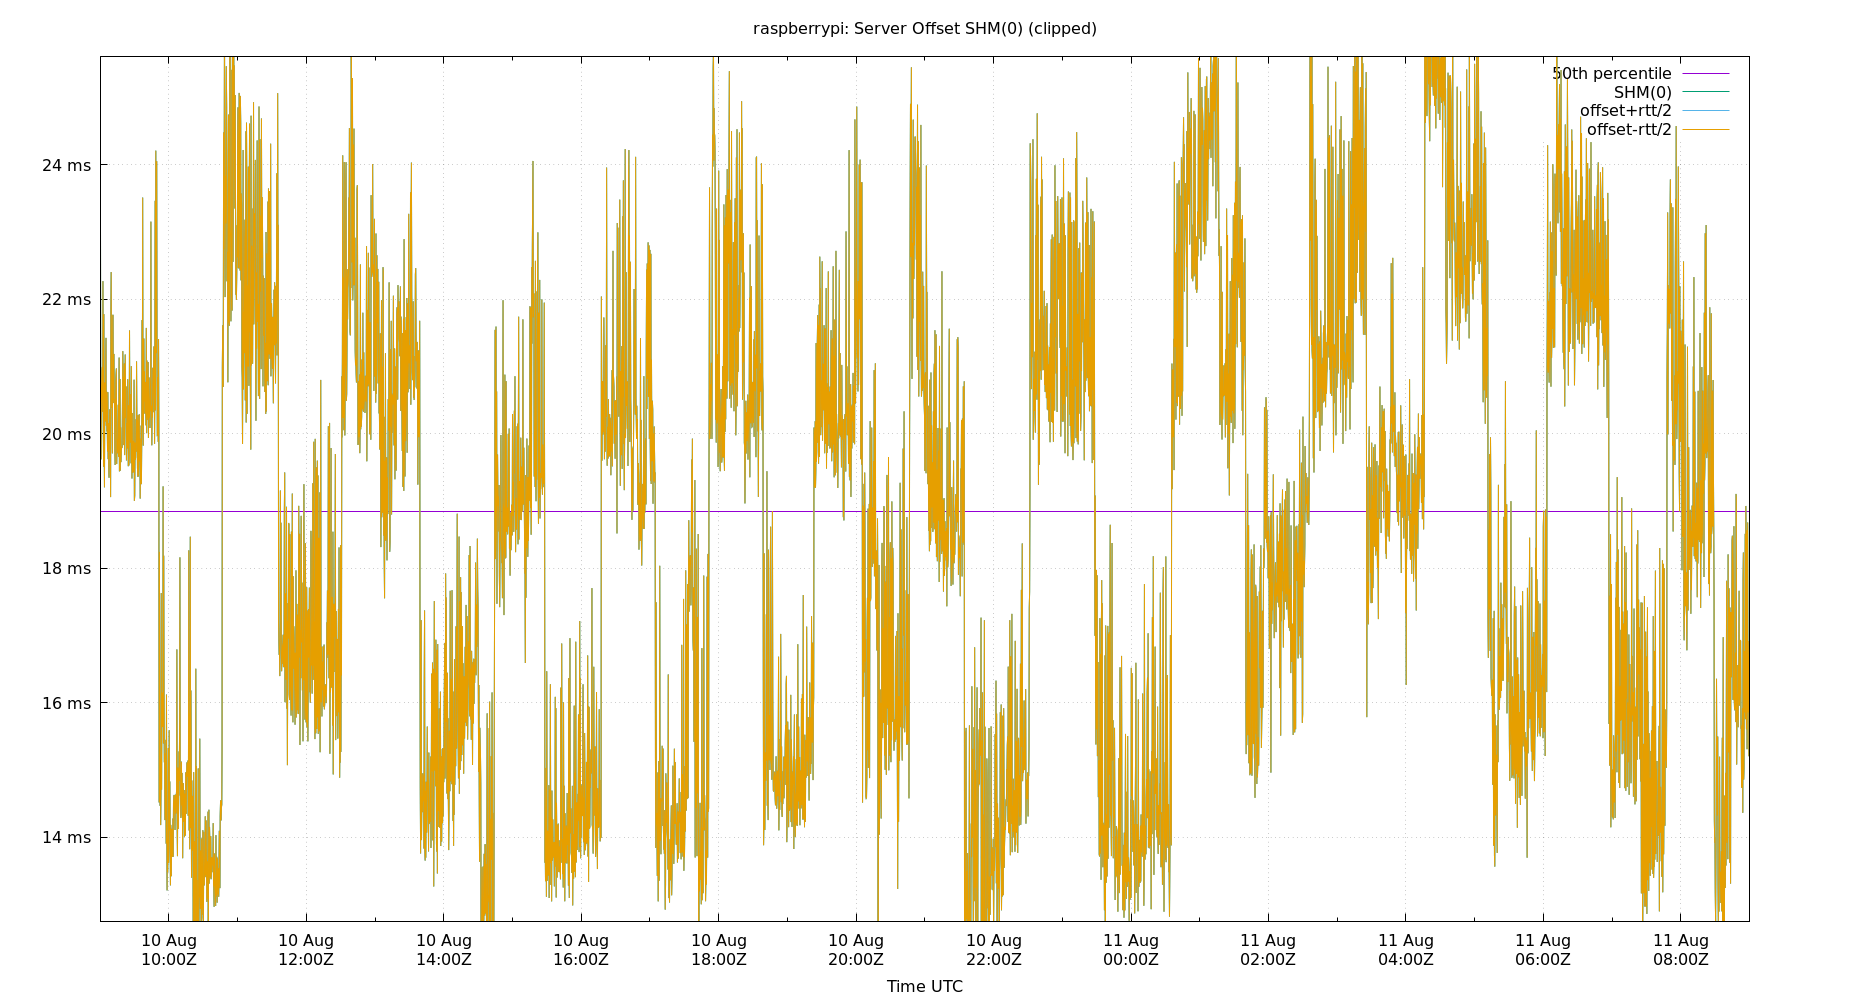 raspberrypi: Server Offset SHM(0) (clipped)
50th percentile
SHM(0)
offset+rtt/2
offset-rtt/2
24 ms
22 ms
20 ms
18 ms
16 ms
14 ms
10 Aug 10 Aug 10 Aug 10 Aug 10 Aug 10 Aug 10 Aug 11 Aug 11 Aug 11 Aug 11 Aug 11 Aug
10:00Z 12:00Z 14:00Z 16:00Z 18:00Z 20:00Z 22:00Z 00:00Z 02:00Z 04:00Z 06:00Z 08:00Z
Time UTC